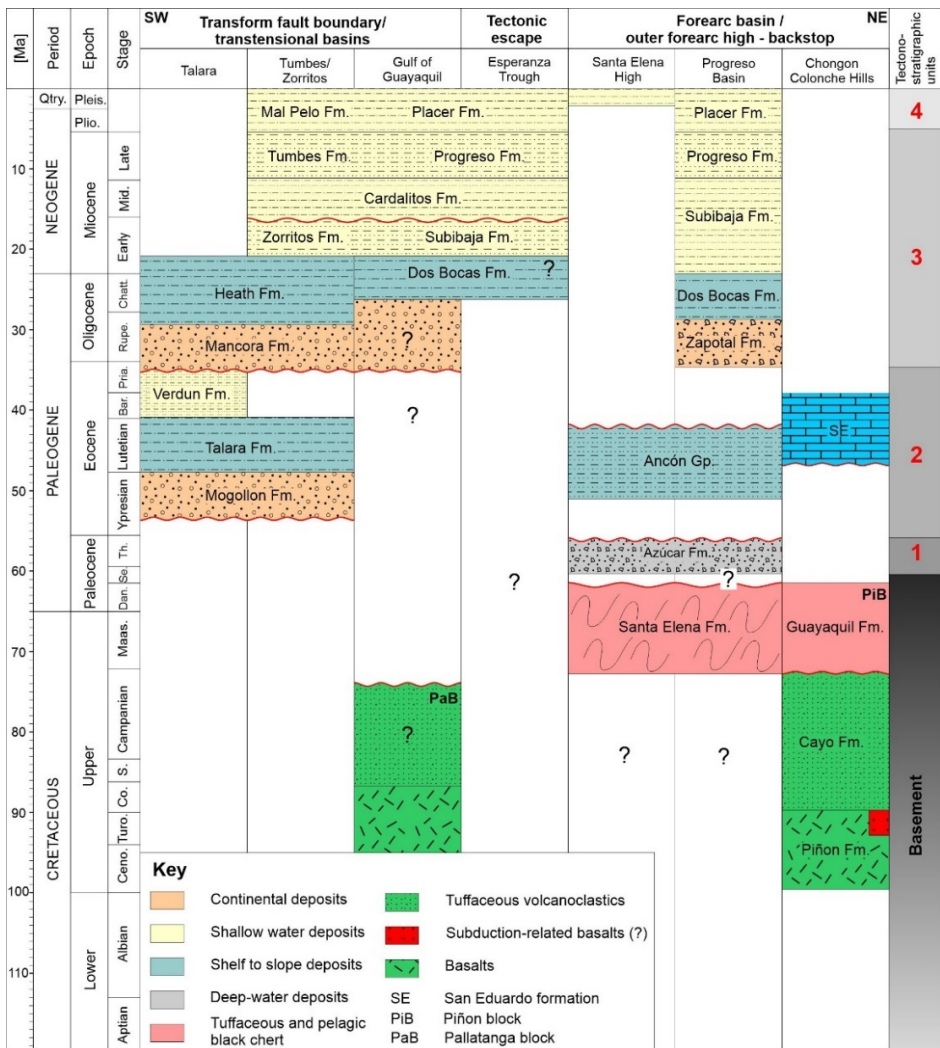 [Ma]
Period
Epoch
Stage
SW
Transform fault boundary/
transtensional basins
Tectonic
escape
Forearc basin /
outer forearc high - backstop
NE
Tectono-
stratigraphic
units
Talara
Tumbes/
Zorritos
Gulf of
Guayaquil
Esperanza
Trough
Santa Elena
High
Progreso
Basin
Chongon
Colonche Hills
Qtry.
Pleis.
Plio.
Mal Pelo Fm.
Placer Fm.
Placer Fm.
4
10
NEOGENE
Miocene
Late
Tumbes Fm.
Progreso Fm.
Progreso Fm.
Mid.
Cardalitos Fm.
Subibaja Fm.
20
Early
Zorritos Fm.
Subibaja Fm.
3
Oligocene
Chatt.
Heath Fm.
Dos Bocas Fm.
?
Dos Bocas Fm.
30
Rupe.
Mancora Fm.
?
Zapotal Fm.
PALEOGENE
Eocene
Pria.
Verdun Fm.
40
Bar.
?
SE
Lutetian
Talara Fm.
Ancón Gp.
2
50
Ypresian
Mogollon Fm.
Paleocene
Th.
Azúcar Fm.
1
60
Se.
?
?
Dan.
PiB
Santa Elena Fm.
Guayaquil Fm.
70
Maas.
CRETACEOUS
Upper
Campanian
PaB
?
?
?
Cayo Fm.
80
S.
Co.
90
Turo.
Piñon Fm.
Ceno.
Basement
100
Lower
Albian
110
Aptian
Key
Continental deposits
Shallow water deposits
Shelf to slope deposits
Deep-water deposits
Tuffaceous and pelagic
black chert
Tuffaceous volcanoclastics
Subduction-related basalts (?)
Basalts
SE San Eduardo formation
PiB Piñon block
PaB Pallatanga block